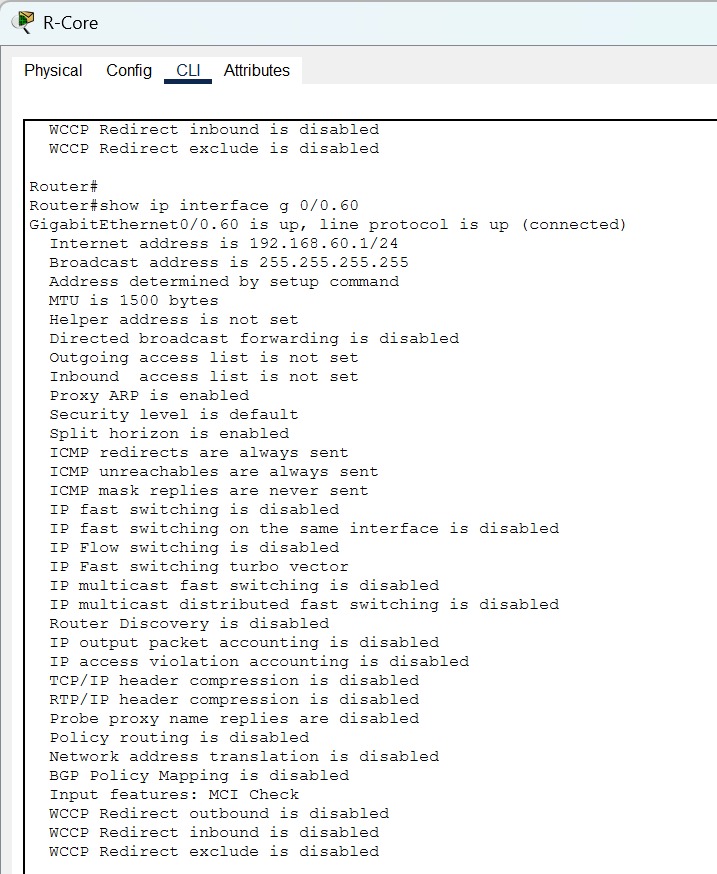 R-Core
Physical Config CLI Attributes
WCCP Redirect inbound is disabled
WCCP Redirect exclude is disabled
Router#
Router#show ip interface g 0/0.60
GigabitEthernet0/0.60 is up, line protocol is up (connected)
Internet address is 192.168.60.1/24
Broadcast address is 255.255.255.255
Address determined by setup command
MTU is 1500 bytes
Helper address is not set
Directed broadcast forwarding is disabled
Outgoing access list is not set
Inbound  access list is not set
Proxy ARP is enabled
Security level is default
Split horizon is enabled
ICMP redirects are always sent
ICMP unreachables are always sent
ICMP mask replies are never sent
IP fast switching is disabled
IP fast switching on the same interface is disabled
IP Flow switching is disabled
IP Fast switching turbo vector
IP multicast fast switching is disabled
IP multicast distributed fast switching is disabled
Router Discovery is disabled
IP output packet accounting is disabled
IP access violation accounting is disabled
TCP/IP header compression is disabled
RTP/IP header compression is disabled
Probe proxy name replies are disabled
Policy routing is disabled
Network address translation is disabled
BGP Policy Mapping is disabled
Input features: MCI Check
WCCP Redirect outbound is disabled
WCCP Redirect inbound is disabled
WCCP Redirect exclude is disabled